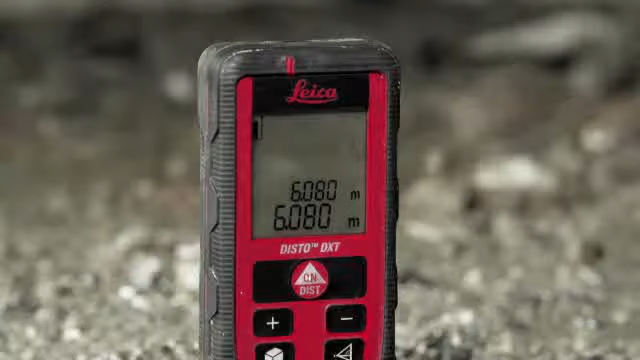 Leica
6.080 m
6.080 m
DISTO™ DXT
ON
DIST
+
−